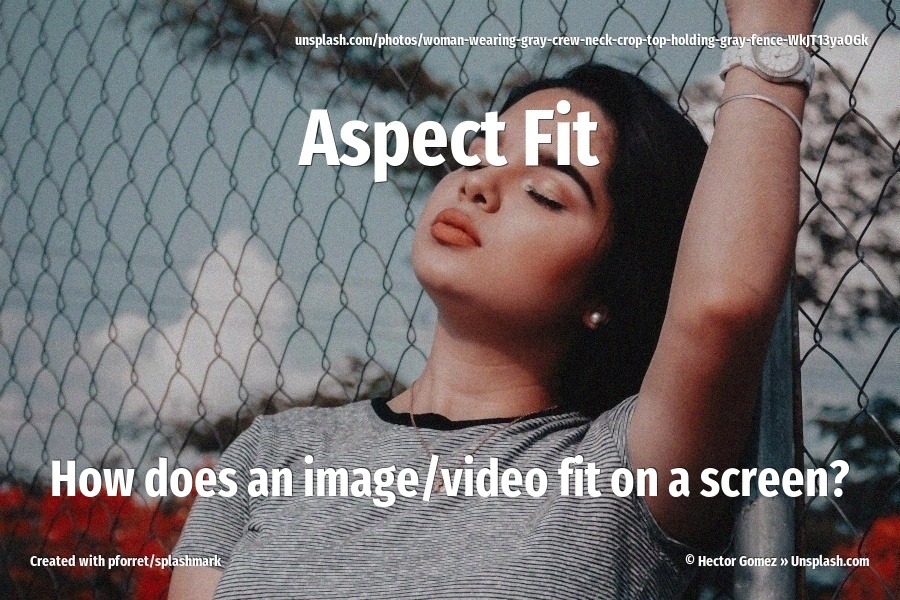 unsplash.com/photos/woman-wearing-gray-crew-neck-crop-top-holding-gray-fence-WkJT13yaOGk
Aspect Fit
How does an image/video fit on a screen?
Created with pforret/splashmark
© Hector Gomez » Unsplash.com